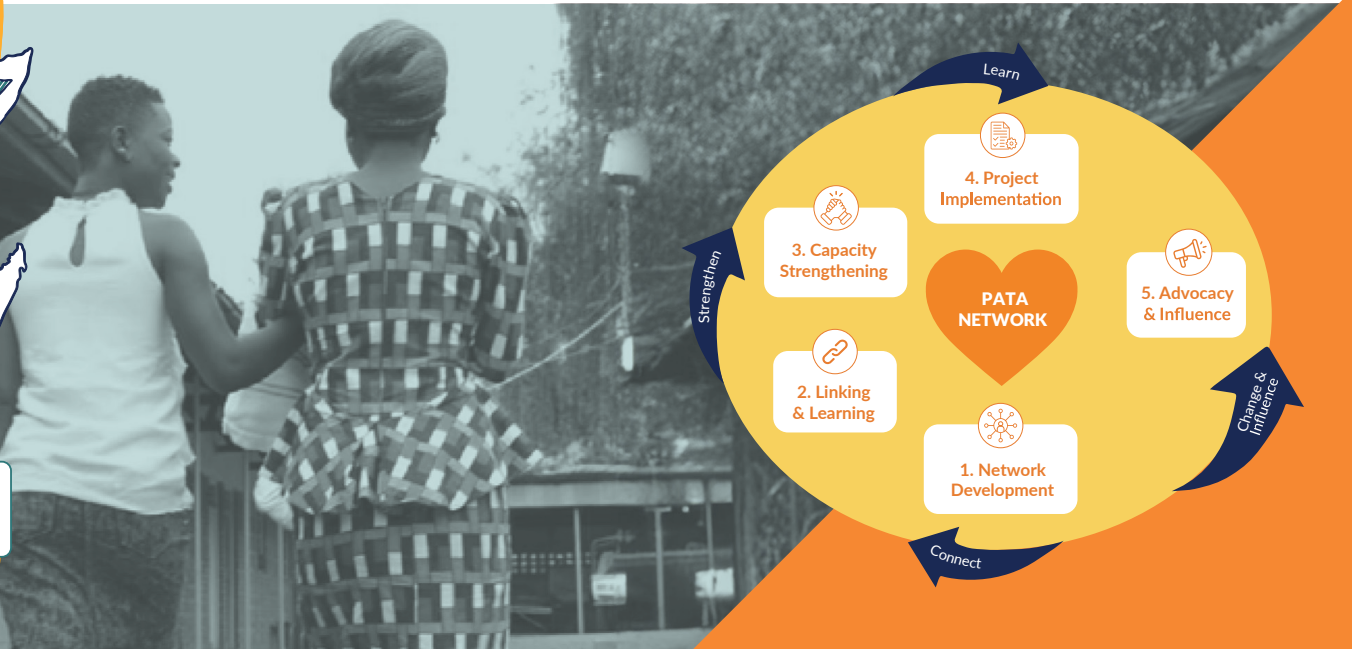 Learn
4. Project
Implementation
3. Capacity
Strengthening
Strengthen
5. Advocacy
& Influence
PATA
NETWORK
2. Linking
& Learning
Change &
Influence
1. Network
Development
Connect